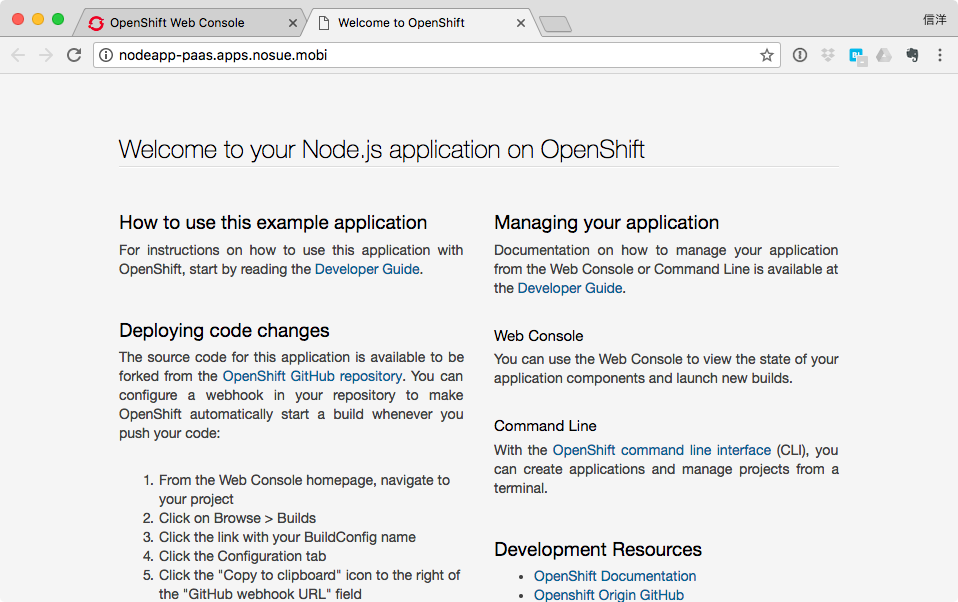 OpenShift Web Console
Welcome to OpenShift
信洋
nodeapp-paas.apps.nosue.mobi
Welcome to your Node.js application on OpenShift
How to use this example application
For instructions on how to use this application with
OpenShift, start by reading the Developer Guide.
Deploying code changes
The source code for this application is available to be
forked from the OpenShift GitHub repository. You can
configure a webhook in your repository to make
OpenShift automatically start a build whenever you
push your code:
1. From the Web Console homepage, navigate to
your project
2. Click on Browse > Builds
3. Click the link with your BuildConfig name
4. Click the Configuration tab
5. Click the "Copy to clipboard" icon to the right of
the "GitHub webhook URL" field
Managing your application
Documentation on how to manage your application
from the Web Console or Command Line is available at
the Developer Guide.
Web Console
You can use the Web Console to view the state of your
application components and launch new builds.
Command Line
With the OpenShift command line interface (CLI), you
can create applications and manage projects from a
terminal.
Development Resources
• OpenShift Documentation
• Openshift Origin GitHub